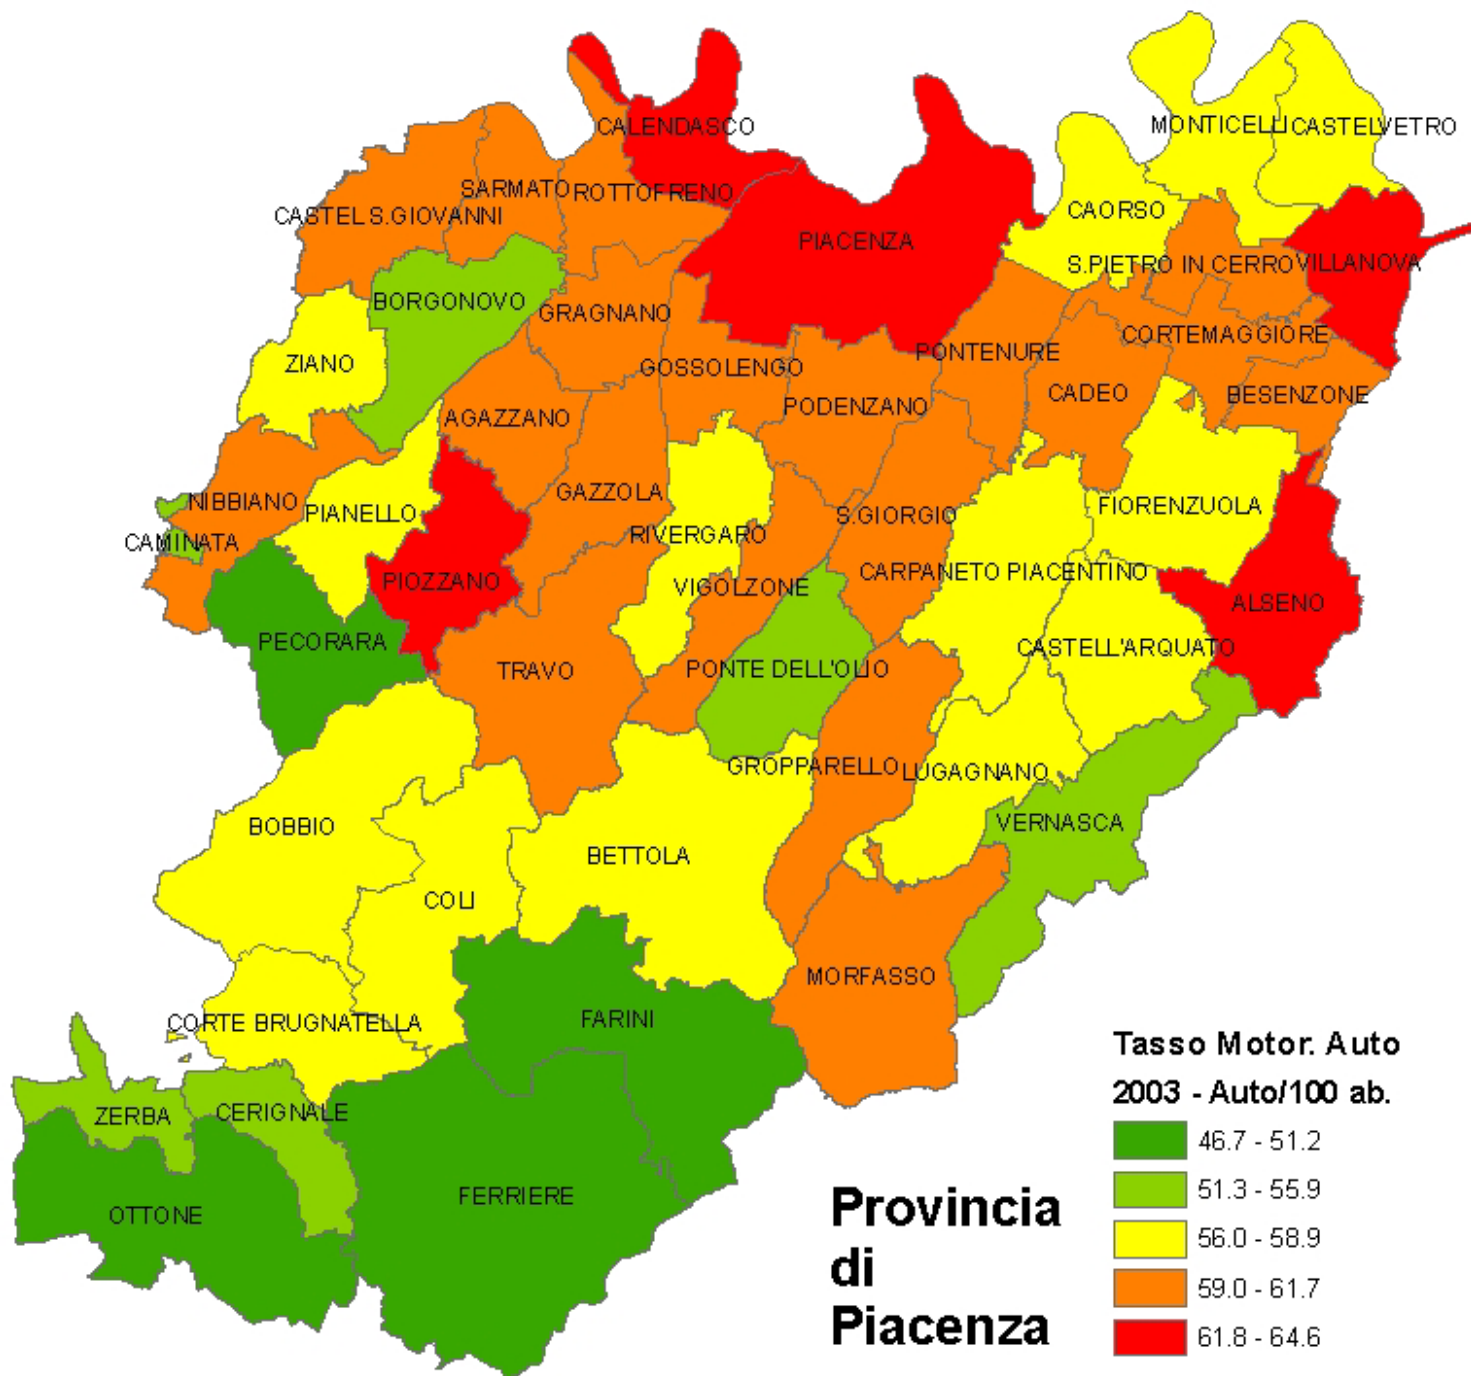 CALENDASCO
MONTICELLI
CASTELVETRO
SARMATO
ROTTOFRENO
CASTEL S.GIOVANNI
CAORSO
PIACENZA
S.PIETRO IN CERRO
VILLANOVA
BORGONOVO
GRAGNANO
CORTEMAGGIORE
PONTENURE
ZIANO
GOSSOLENGO
CADEO
BESENZONE
PODENZANO
AGAZZANO
GAZZOLA
NIBBIANO
PIANELLO
FIORENZUOLA
S.GIORGIO
RIVERGARO
CAMINATA
CARPANETO PIACENTINO
PIOZZANO
VIGOLZONE
ALSENO
PECORARA
CASTELL'ARQUATO
TRAVO
PONTE DELL'OLIO
GROPPARELLO
LUGAGNANO
BOBBIO
VERNASCA
BETTOLA
COLI
MORFASSO
FARINI
CORTE BRUGNATELLA
ZERBA
CERIGNALE
FERRIERE
OTTONE
Tasso Motor. Auto
2003 - Auto/100 ab.
46.7 - 51.2
51.3 - 55.9
56.0 - 58.9
59.0 - 61.7
61.8 - 64.6
Provincia
di
Piacenza